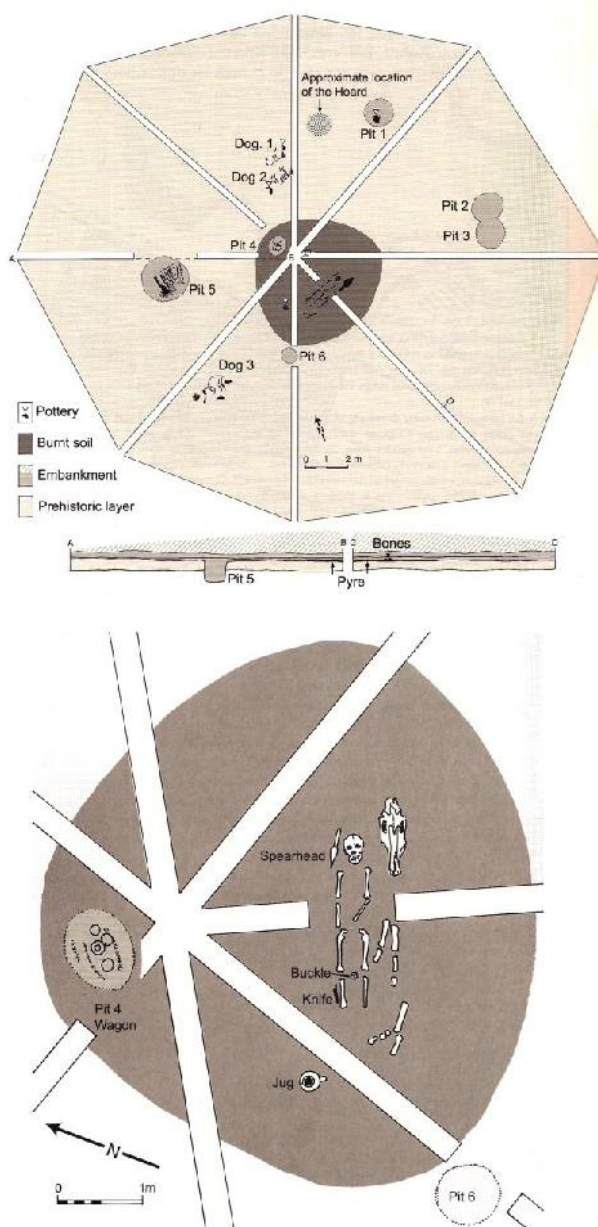 Approximate location
of the Hoard
Pit 1
Dog. 1
Dog 2
Pit 2
Pit 3
Pit 4
A
B
Pit 5
Pit 6
Dog 3
D
Pottery
Burnt soil
Embankment
Prehistoric layer
0 1 2 m
A
B
Bones
Pit 5
Pyre
Spearhead
Buckle
Knife
Pit 4
Wagon
Jug
N
0 1m
Pit 6